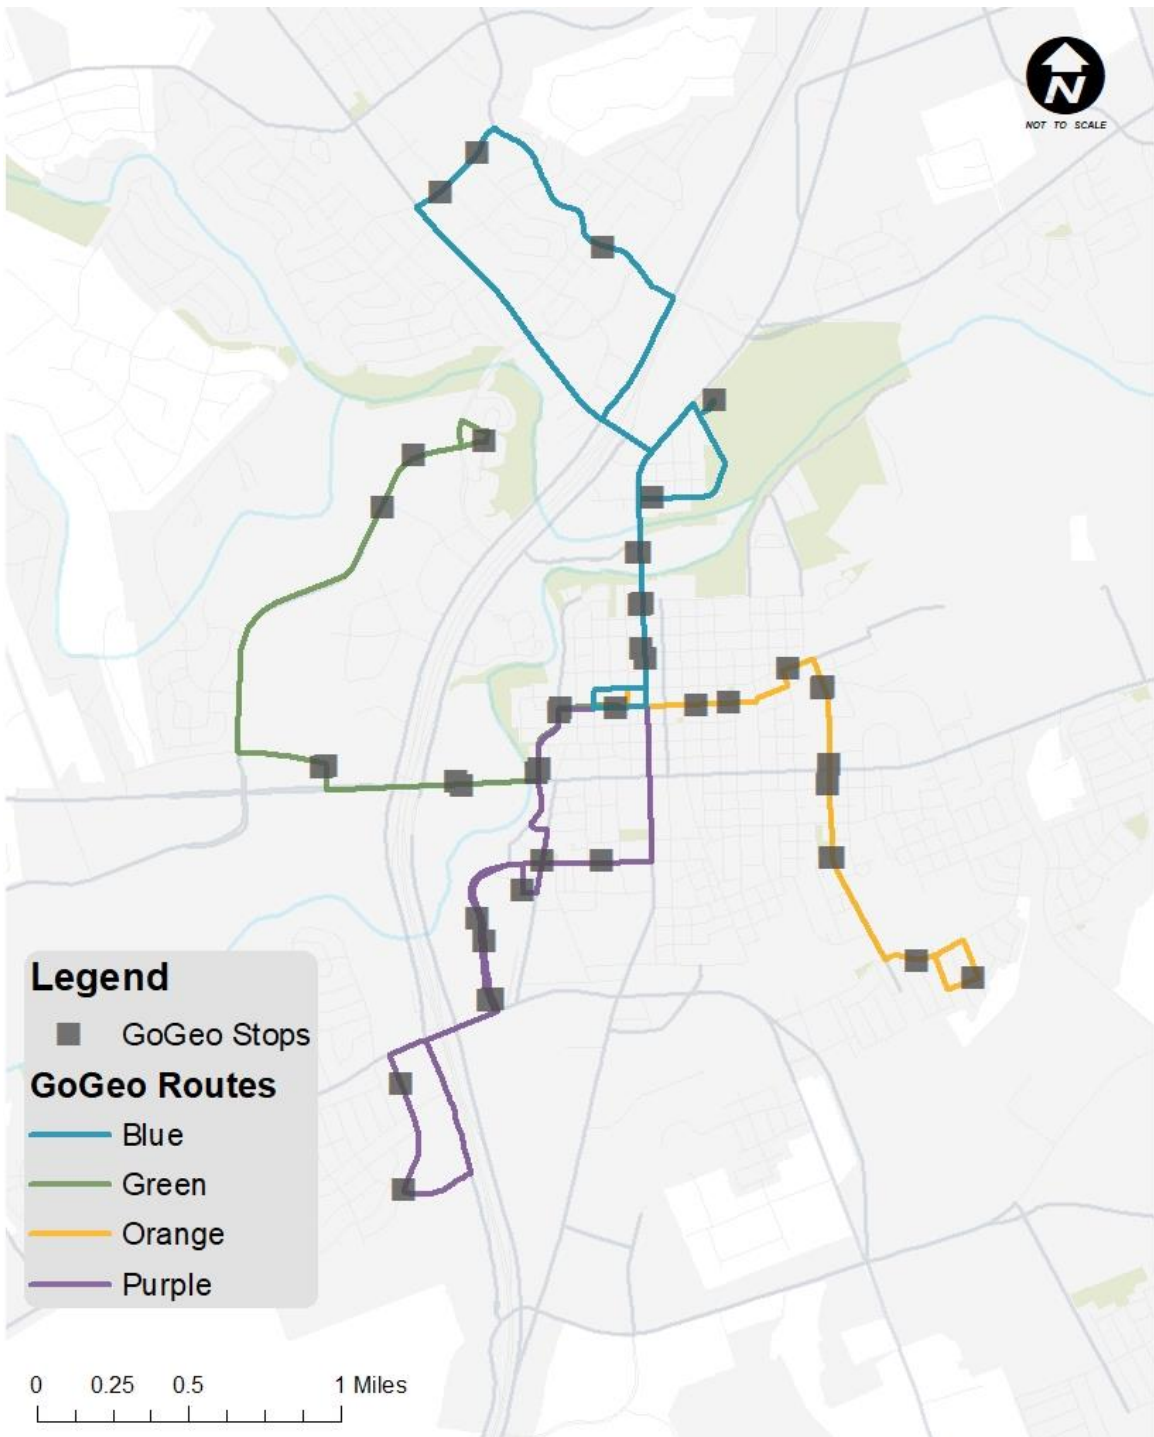 N
NOT TO SCALE
Legend
GoGeo Stops
GoGeo Routes
Blue
Green
Orange
Purple
0 0.25 0.5 1 Miles